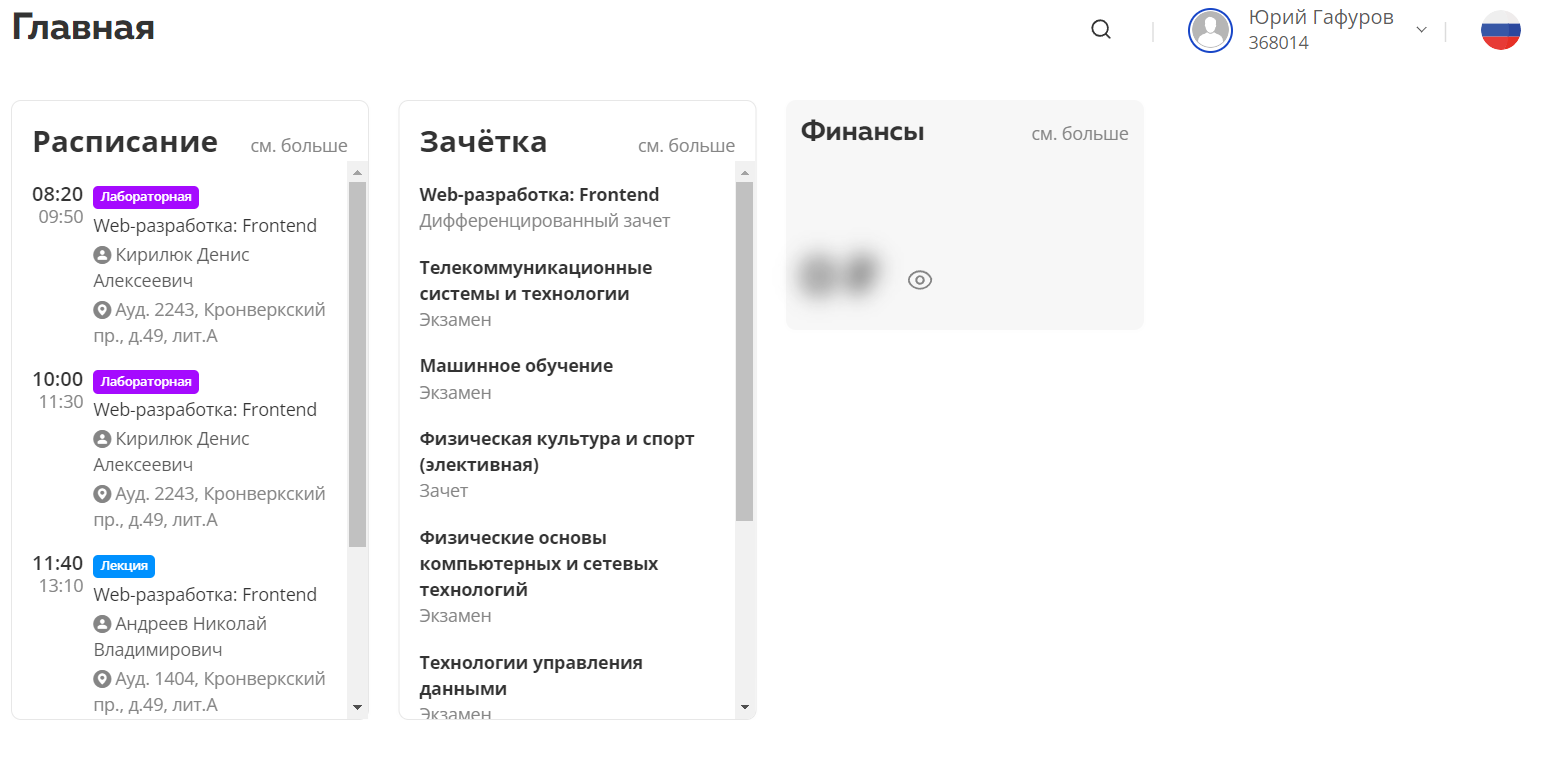 Главная
Юрий Гафуров
368014
Расписание
см. больше
08:20
09:50
Лабораторная
Web-разработка: Frontend
Кирилюк Денис
Алексеевич
Ауд. 2243, Кронверкский
пр., д.49, лит.А
10:00
11:30
Лабораторная
Web-разработка: Frontend
Кирилюк Денис
Алексеевич
Ауд. 2243, Кронверкский
пр., д.49, лит.А
11:40
13:10
Лекция
Web-разработка: Frontend
Андреев Николай
Владимирович
Ауд. 1404, Кронверкский
пр., д.49, лит.А
Зачётка
см. больше
Web-разработка: Frontend
Дифференцированный зачет
Телекоммуникационные
системы и технологии
Экзамен
Машинное обучение
Экзамен
Физическая культура и спорт
(элективная)
Зачет
Физические основы
компьютерных и сетевых
технологий
Экзамен
Технологии управления
данными
Экзамен
Финансы
см. больше